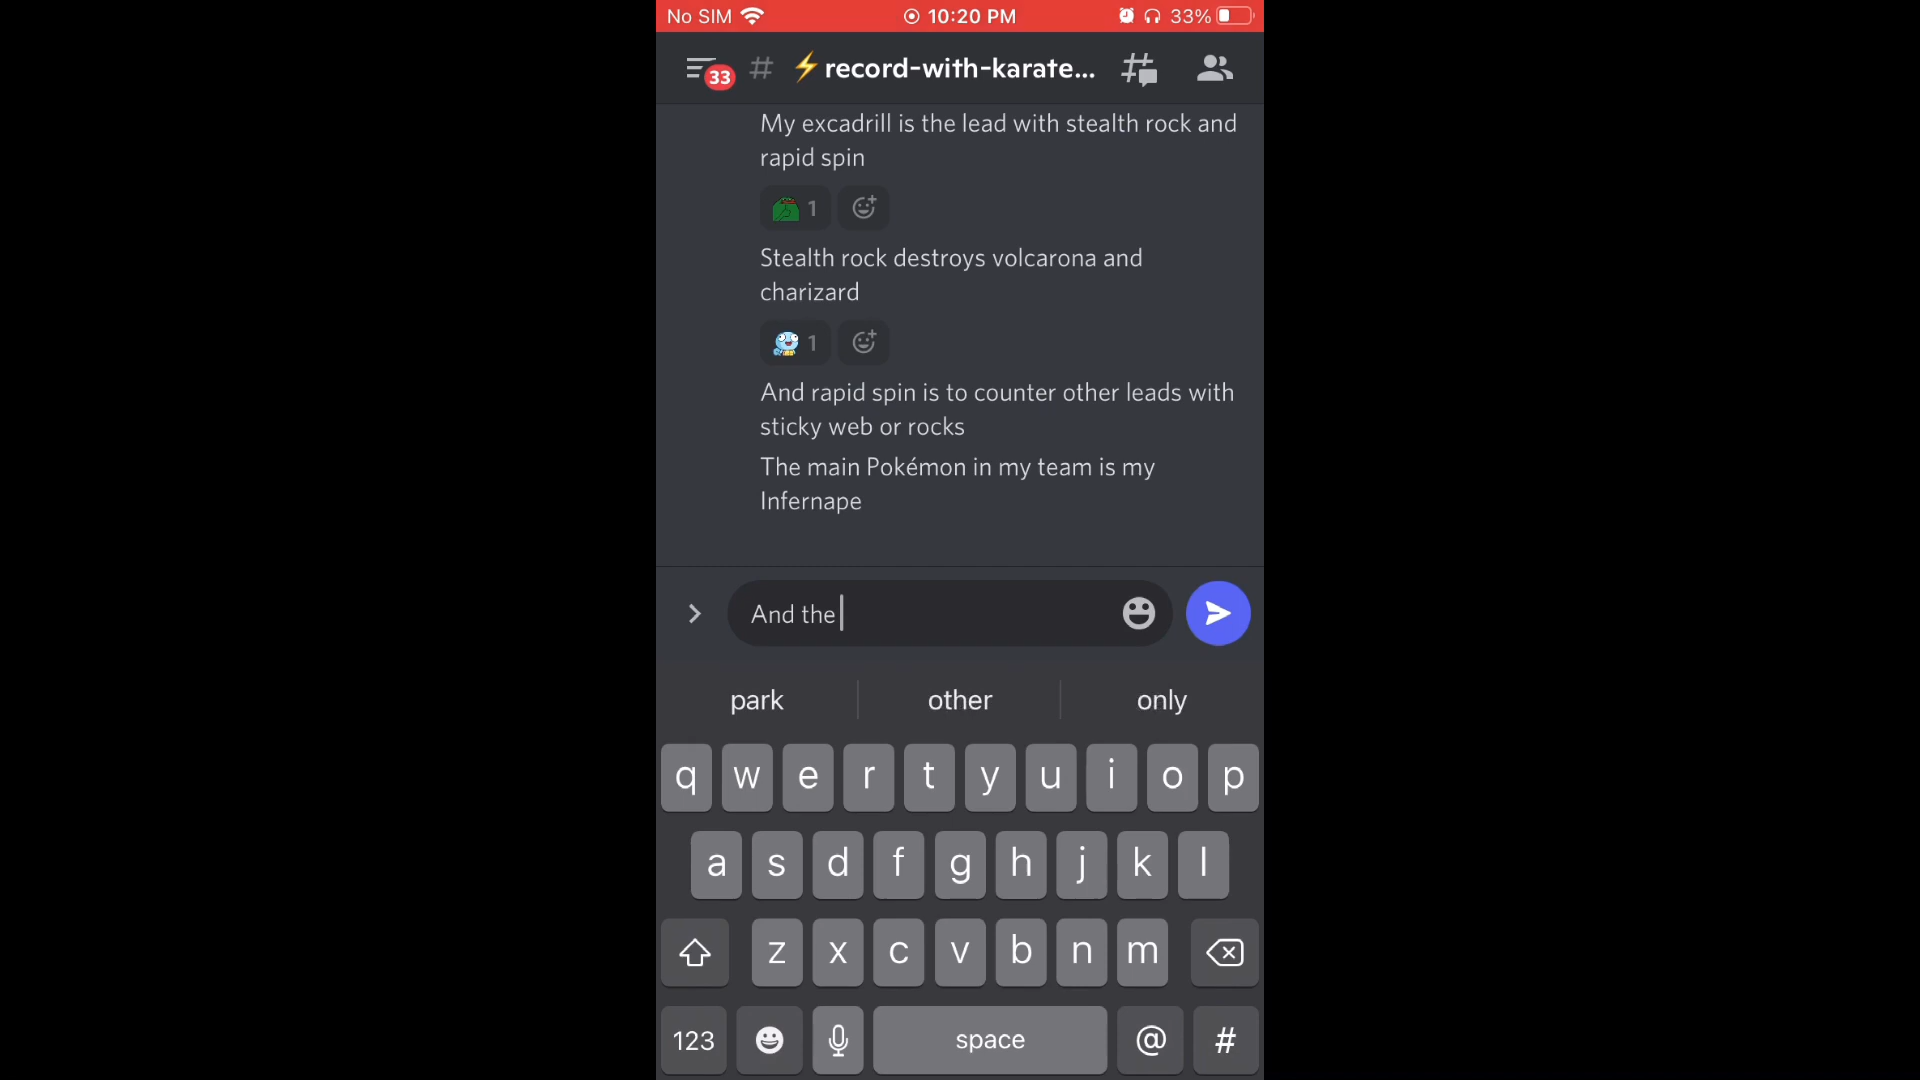 No SIM 10:20 PM 33%
33 # ⚡record-with-karate...
My excadrill is the lead with stealth rock and
rapid spin
1
Stealth rock destroys volcarona and
charizard
1
And rapid spin is to counter other leads with
sticky web or rocks
The main Pokémon in my team is my
Infernape
And the
park other only
q w e r t y u i o p
a s d f g h j k l
z x c v b n m
123 space @ #